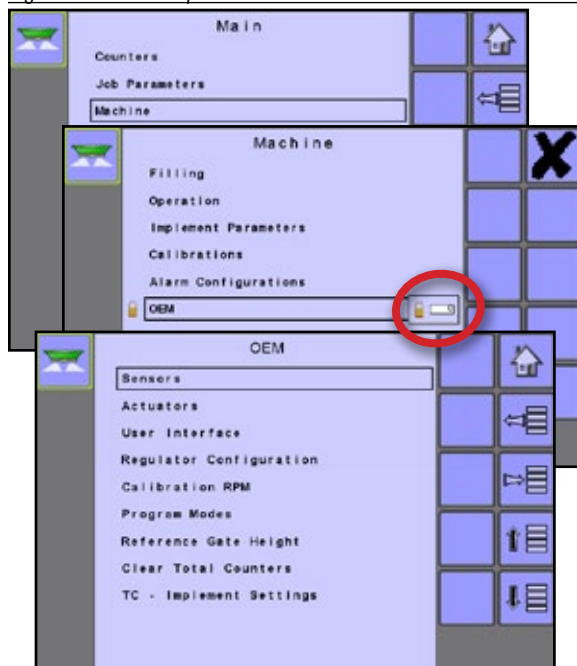 Main
Counters
Job Parameters
Machine
Machine
Filling
Operation
Implement Parameters
Calibrations
Alarm Configurations
OEM
OEM
Sensors
Actuators
User Interface
Regulator Configuration
Calibration RPM
Program Modes
Reference Gate Height
Clear Total Counters
TC - Implement Settings